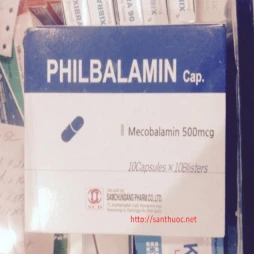 PHILBALAMIN Cap.
Mecobalamin 500mcg
10Capsules × 10Blisters
SAMCHUNDANG PHARM CO., LTD.
http://santhuoc.net